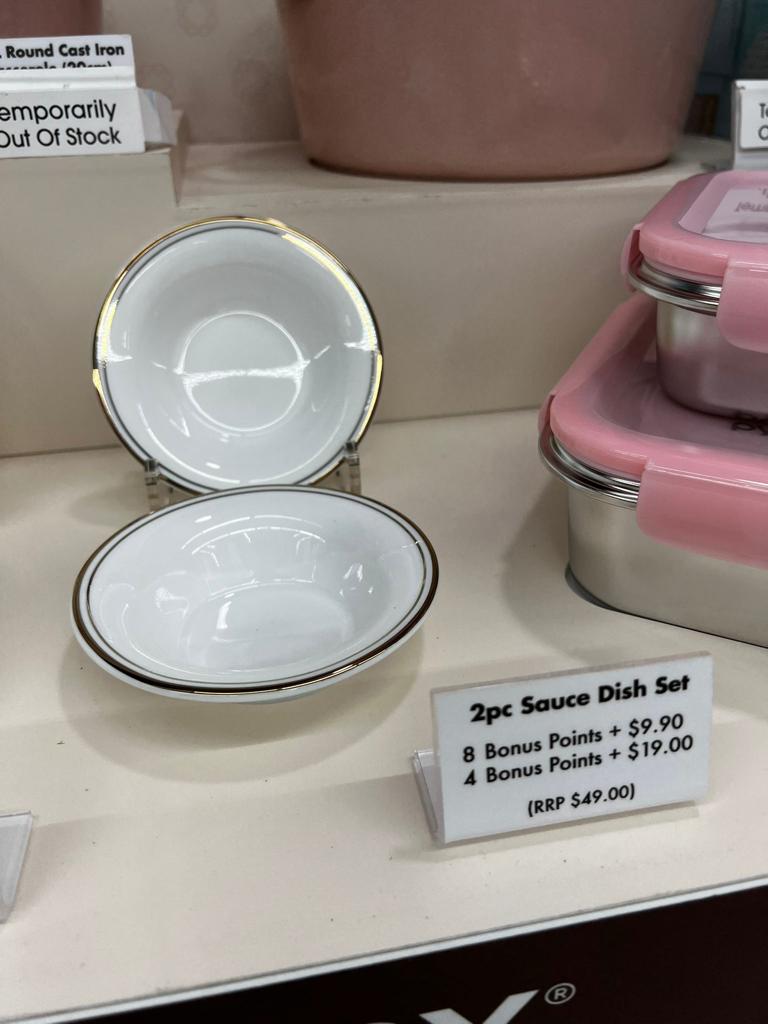 Round Cast Iron
emporarily
Out Of Stock
2pc Sauce Dish Set
8 Bonus Points + $9.90
4 Bonus Points + $19.00
(RRP $49.00)
®